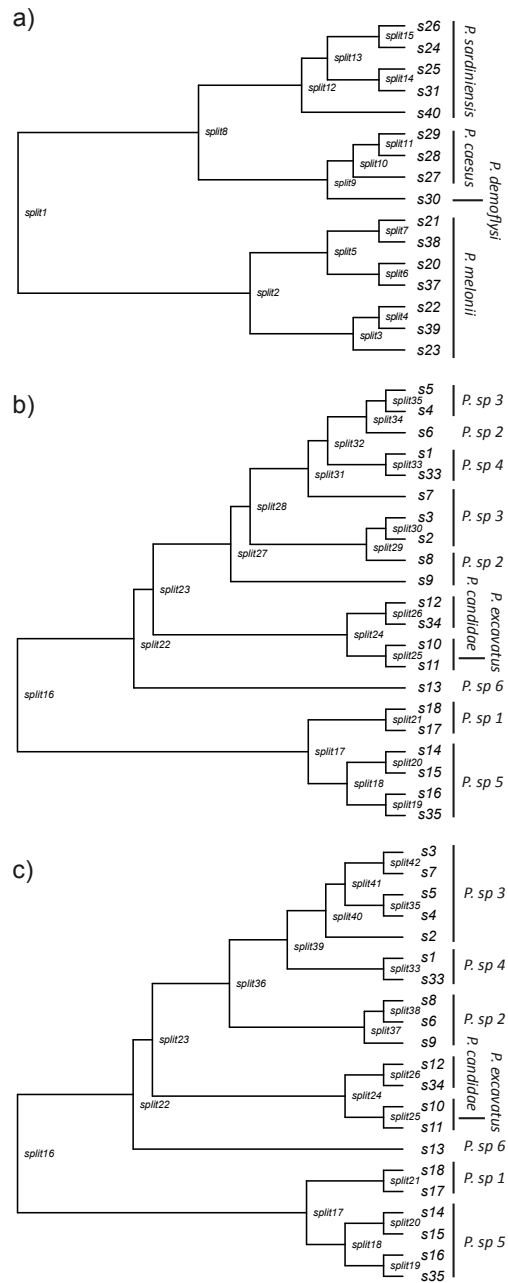 a)
s26
split15
s24
split13
s25
split14
s31
split12
s40
P. sardiniensis
split8
s29
split11
s28
split10
s27
split9
s30
P. caesus
P. demoflysi
split1
s21
split7
s38
split5
s20
split6
s37
split2
s22
split4
s39
split3
s23
P. melonii
b)
s5
split35
s4
P. sp 3
split34
s6
P. sp 2
split32
s1
split33
P. sp 4
s33
split31
s7
split28
s3
P. sp 3
split30
s2
split29
s8
P. sp 2
split27
s9
split23
s12
split26
s34
split24
s10
split25
s11
P. candidae
P. excavatus
split22
s13
P. sp 6
split16
s18
split21
P. sp 1
s17
split17
s14
split20
s15
P. sp 5
split18
s16
split19
s35
c)
s3
split42
s7
split41
P. sp 3
s5
split35
s4
split40
s2
split39
s1
split33
P. sp 4
s33
split36
s8
split38
s6
P. sp 2
split37
s9
split23
s12
split26
s34
split24
s10
split25
s11
P. candidae
P. excavatus
split22
s13
P. sp 6
split16
s18
split21
P. sp 1
s17
split17
s14
split20
s15
P. sp 5
split18
s16
split19
s35